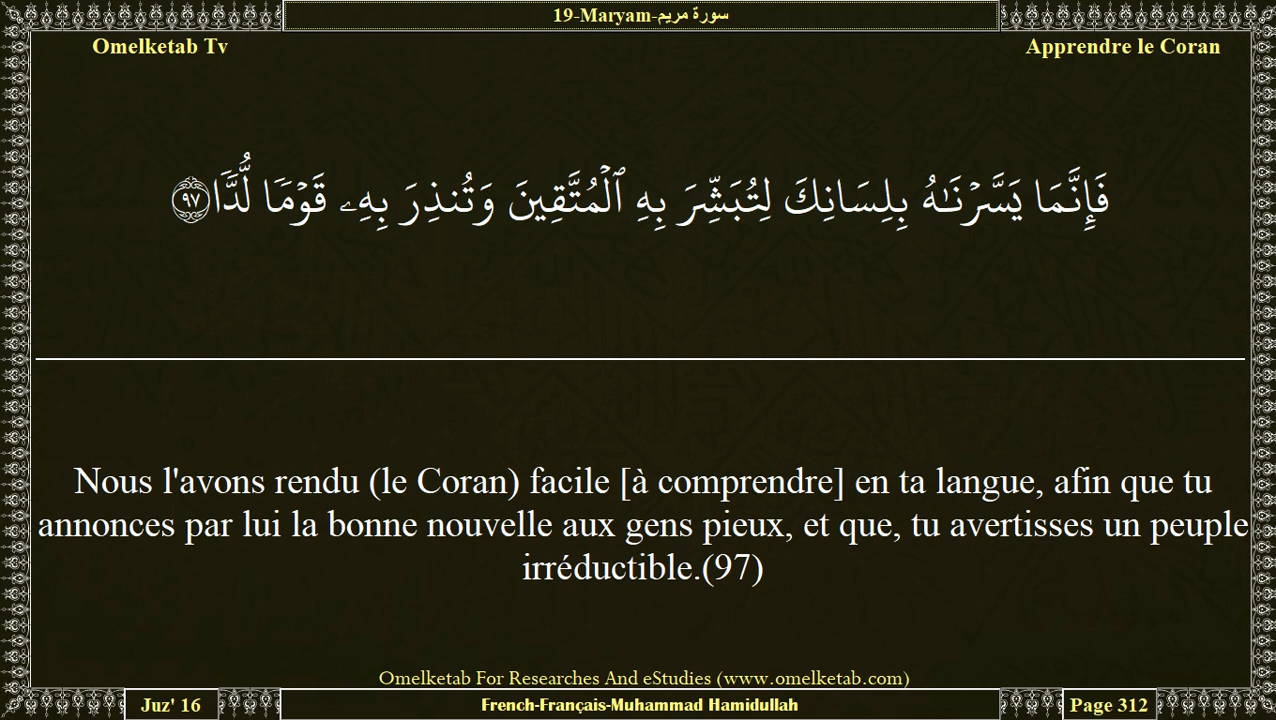 19-Maryam-سورة مريم
Omelketab Tv
Apprendre le Coran
فَإِنَّمَا يَسَّرْنَـٰهُ بِلِسَانِكَ لِتُبَشِّرَ بِهِ ٱلْمُتَّقِينَ وَتُنذِرَ بِهِۦ قَوْمًا لُّدًّا ﴿٩٧﴾
Nous l'avons rendu (le Coran) facile [à comprendre] en ta langue, afin que tu
annonces par lui la bonne nouvelle aux gens pieux, et que, tu avertisses un peuple
irréductible.(97)
Omelketab For Researches And eStudies (www.omelketab.com)
Juz' 16
French-Français-Muhammad Hamidullah
Page 312